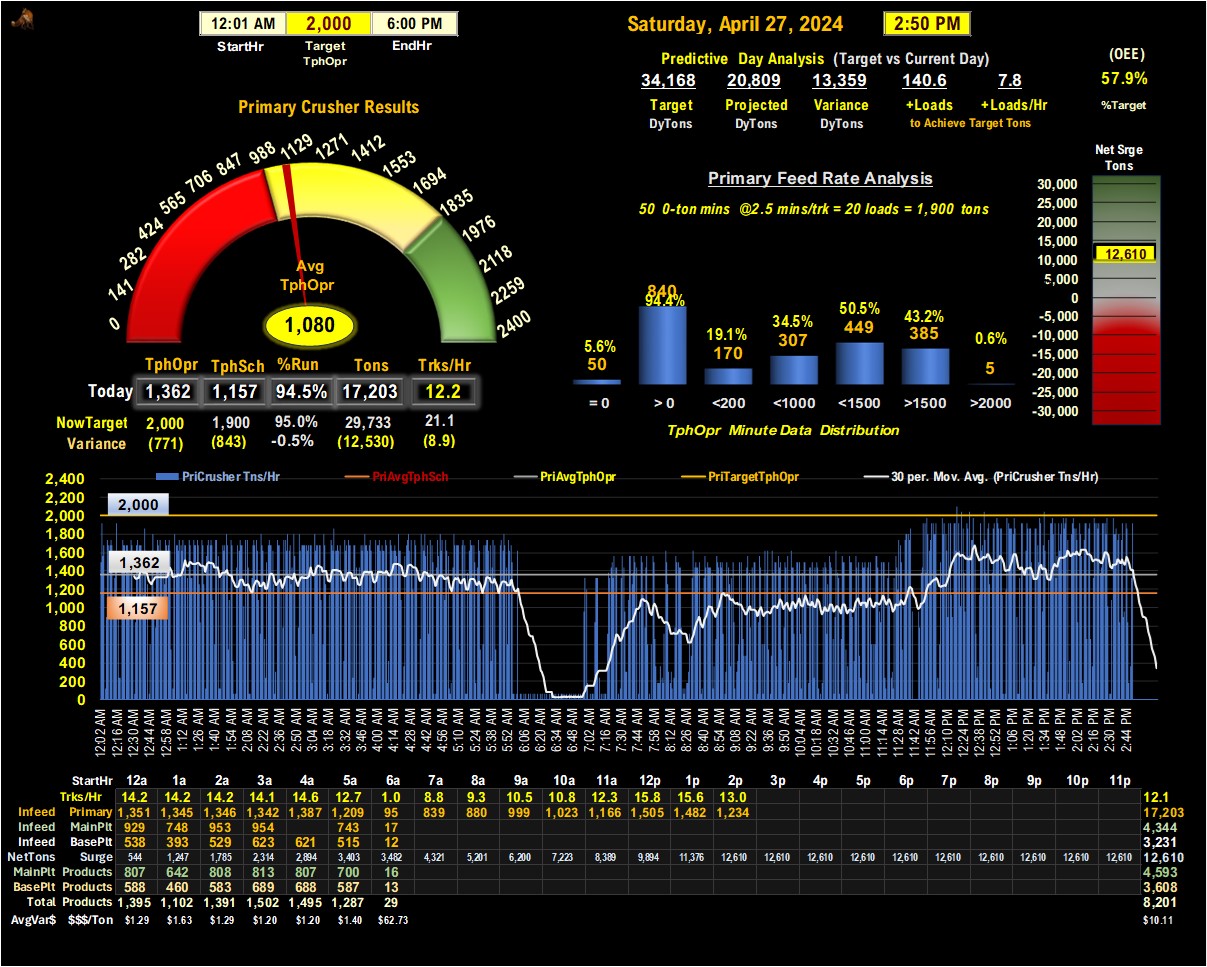 12:01 AM 2,000 6:00 PM
StartHr Target EndHr
TphOpr
Saturday, April 27, 2024 2:50 PM
Predictive Day Analysis (Target vs Current Day)
34,168 20,809 13,359 140.6 7.8
Target Projected Variance +Loads +Loads/Hr
DyTons DyTons DyTons to Achieve Target Tons
(OEE)
57.9%
%Target
Primary Crusher Results
0 141 282 424 565 706 847 988 1129 1271 1412 1553 1694 1835 1976 2118 2259 2400
Avg
TphOpr
1,080
TphOpr TphSch %Run Tons Trks/Hr
Today 1,362 1,157 94.5% 17,203 12.2
NowTarget 2,000 1,900 95.0% 29,733 21.1
Variance (771) (843) -0.5% (12,530) (8.9)
Primary Feed Rate Analysis
50 0-ton mins @2.5 mins/trk = 20 loads = 1,900 tons
5.6% 94.4% 19.1% 34.5% 50.5% 43.2% 0.6%
50 840 170 307 449 385 5
= 0 > 0 <200 <1000 <1500 >1500 >2000
TphOpr Minute Data Distribution
Net Srge
Tons
30,000
25,000
20,000
15,000
12,610
10,000
5,000
0
-5,000
-10,000
-15,000
-20,000
-25,000
-30,000
PriCrusher Tns/Hr PriAvgTphSch PriAvgTphOpr PriTargetTphOpr 30 per. Mov. Avg. (PriCrusher Tns/Hr)
2,400
2,200
2,000
1,800
1,600
1,400
1,200
1,000
800
600
400
200
0
2,000
1,362
1,157
12:02 AM 12:16 AM 12:30 AM 12:44 AM 12:58 AM 1:12 AM 1:26 AM 1:40 AM 1:54 AM 2:08 AM 2:22 AM 2:36 AM 2:50 AM 3:04 AM 3:18 AM 3:32 AM 3:46 AM 4:00 AM 4:14 AM 4:28 AM 4:42 AM 4:56 AM 5:10 AM 5:24 AM 5:38 AM 5:52 AM 6:06 AM 6:20 AM 6:34 AM 6:48 AM 7:02 AM 7:16 AM 7:30 AM 7:44 AM 7:58 AM 8:12 AM 8:26 AM 8:40 AM 8:54 AM 9:08 AM 9:22 AM 9:36 AM 9:50 AM 10:04 AM 10:18 AM 10:32 AM 10:46 AM 11:00 AM 11:14 AM 11:28 AM 11:42 AM 11:56 AM 12:10 PM 12:24 PM 12:38 PM 12:52 PM 1:06 PM 1:20 PM 1:34 PM 1:48 PM 2:02 PM 2:16 PM 2:30 PM 2:44 PM
StartHr 12a 1a 2a 3a 4a 5a 6a 7a 8a 9a 10a 11a 12p 1p 2p 3p 4p 5p 6p 7p 8p 9p 10p 11p
Trks/Hr 14.2 14.2 14.2 14.1 14.6 12.7 1.0 8.8 9.3 10.5 10.8 12.3 15.8 15.6 13.0 12.1
Infeed Primary 1,351 1,345 1,346 1,342 1,387 1,209 95 839 880 999 1,023 1,166 1,505 1,482 1,234 17,203
Infeed MainPlt 929 748 953 954 743 17 4,344
Infeed BasePlt 538 393 529 623 621 515 12 3,231
NetTons Surge 544 1,247 1,785 2,314 2,894 3,403 3,482 4,321 5,201 6,200 7,223 8,389 9,894 11,376 12,610 12,610 12,610 12,610 12,610 12,610 12,610 12,610 12,610 12,610 12,610
MainPlt Products 807 642 808 813 807 700 16 4,593
BasePlt Products 588 460 583 689 688 587 13 3,608
Total Products 1,395 1,102 1,391 1,502 1,495 1,287 29 8,201
AvgVar$ $$$/Ton $1.29 $1.63 $1.29 $1.20 $1.20 $1.40 $62.73 $10.11